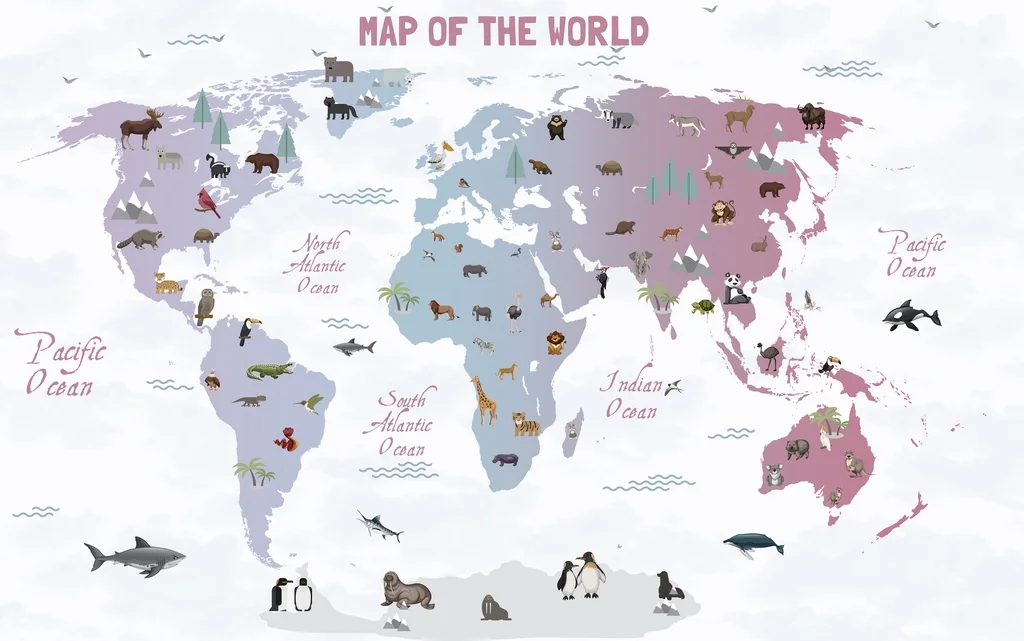 MAP OF THE WORLD
North
Atlantic
Ocean
Pacific
Ocean
Pacific
Ocean
South
Atlantic
Ocean
Indian
Ocean